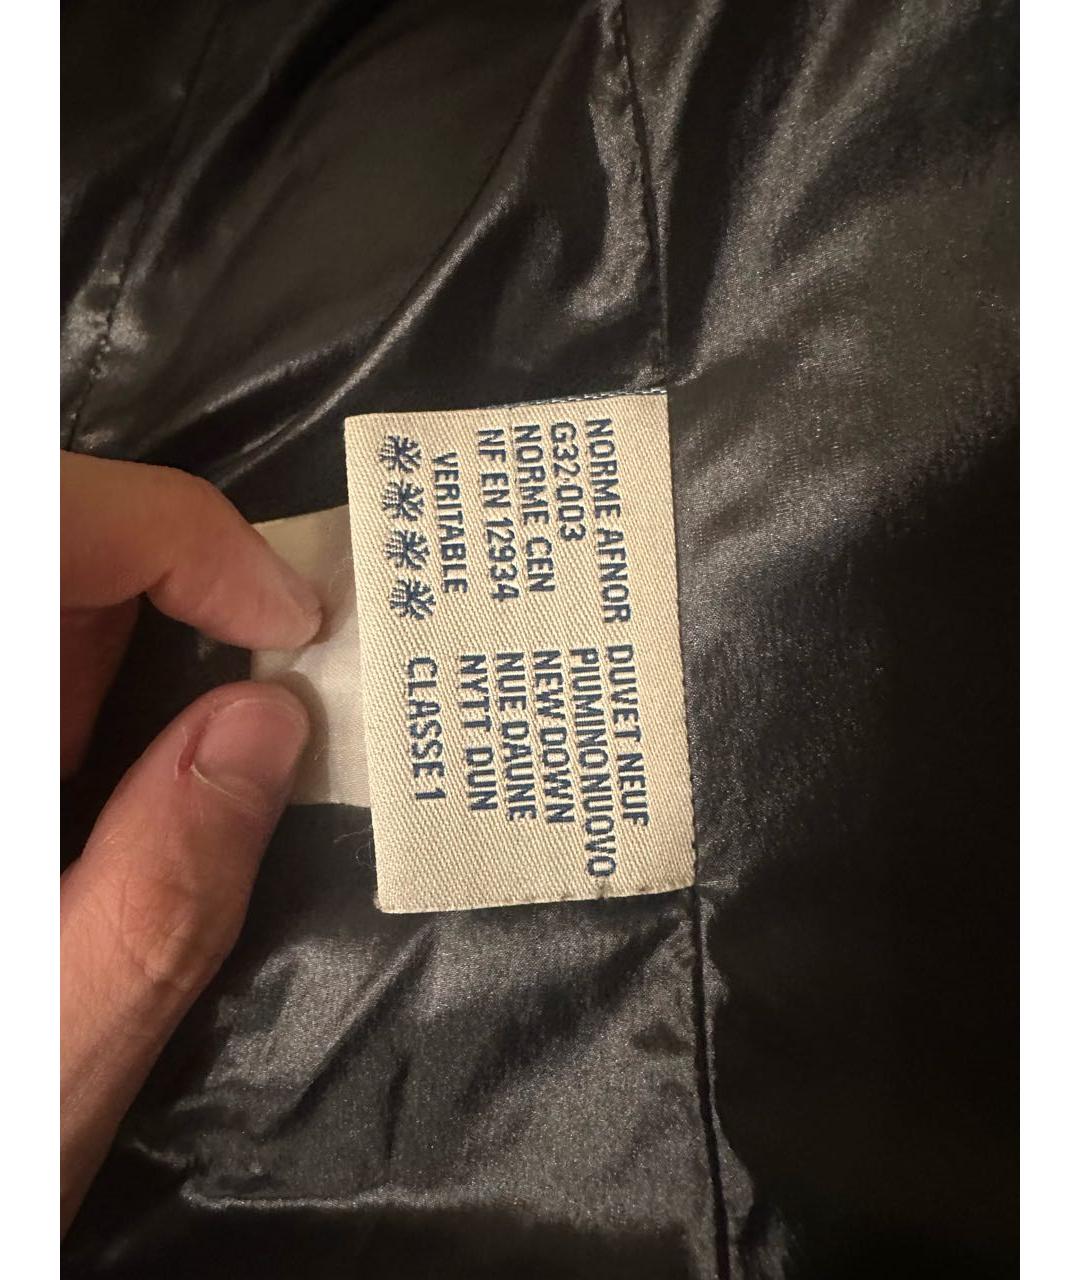 NORME AFNOR
G32-003
NORME CEN
NF EN 12934
VERITABLE
DUVET NEUF
PIUMINO NUOVO
NEW DOWN
NUE DAUNE
NYTT DUN
CLASSE 1